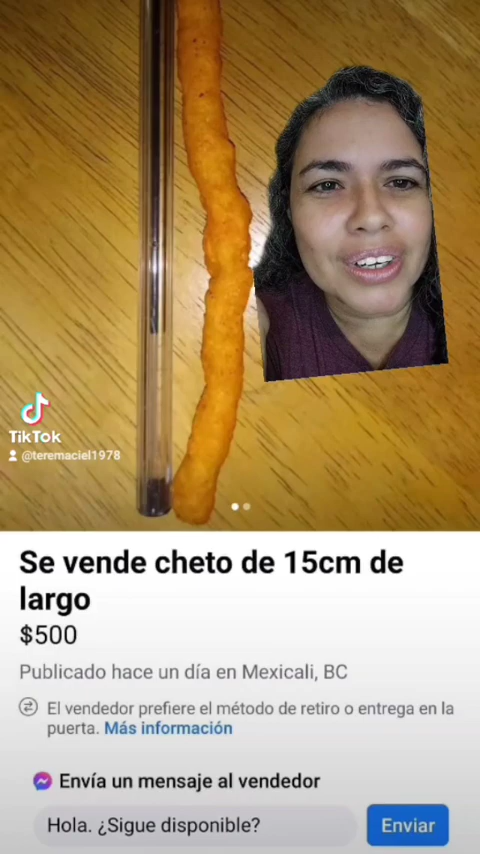 TikTok
@teremaciel1978
Se vende cheto de 15cm de
largo
$500
Publicado hace un día en Mexicali, BC
El vendedor prefiere el método de retiro o entrega en la
puerta. Más información
Envía un mensaje al vendedor
Hola. ¿Sigue disponible?
Enviar